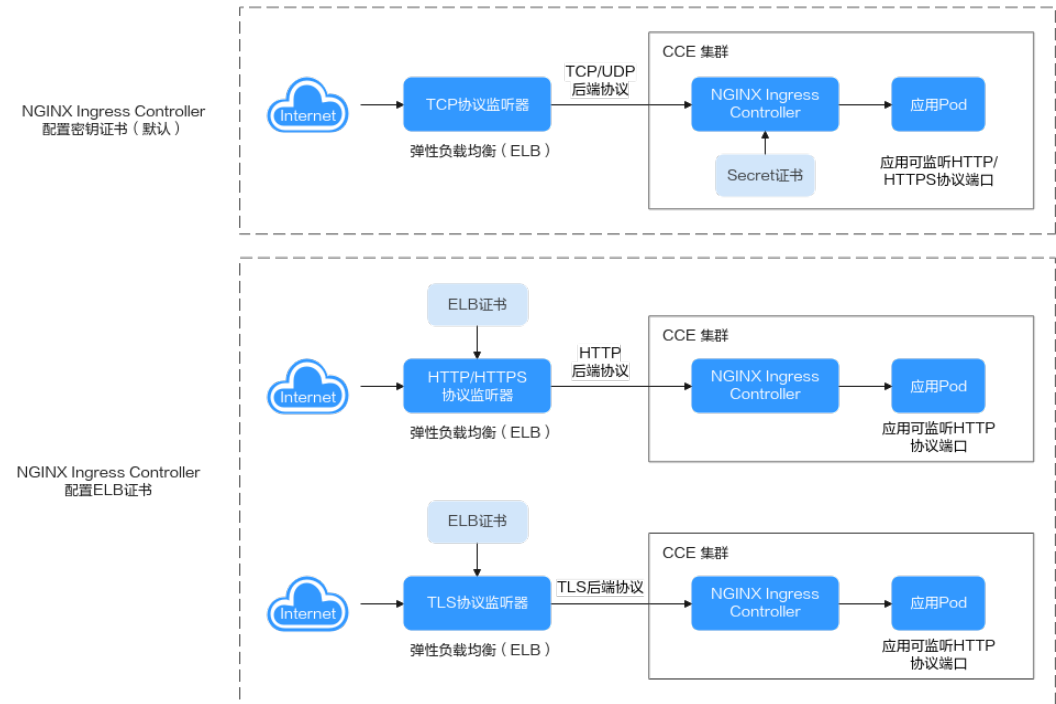 NGINX Ingress Controller
配置密钥证书（默认）
Internet
TCP协议监听器
弹性负载均衡（ELB）
TCP/UDP
后端协议
CCE 集群
NGINX Ingress
Controller
Secret证书
应用Pod
应用可监听HTTP/
HTTPS协议端口
NGINX Ingress Controller
配置ELB证书
ELB证书
Internet
HTTP/HTTPS
协议监听器
弹性负载均衡（ELB）
HTTP
后端协议
CCE 集群
NGINX Ingress
Controller
应用Pod
应用可监听HTTP
协议端口
ELB证书
Internet
TLS协议监听器
弹性负载均衡（ELB）
TLS后端协议
CCE 集群
NGINX Ingress
Controller
应用Pod
应用可监听HTTP
协议端口